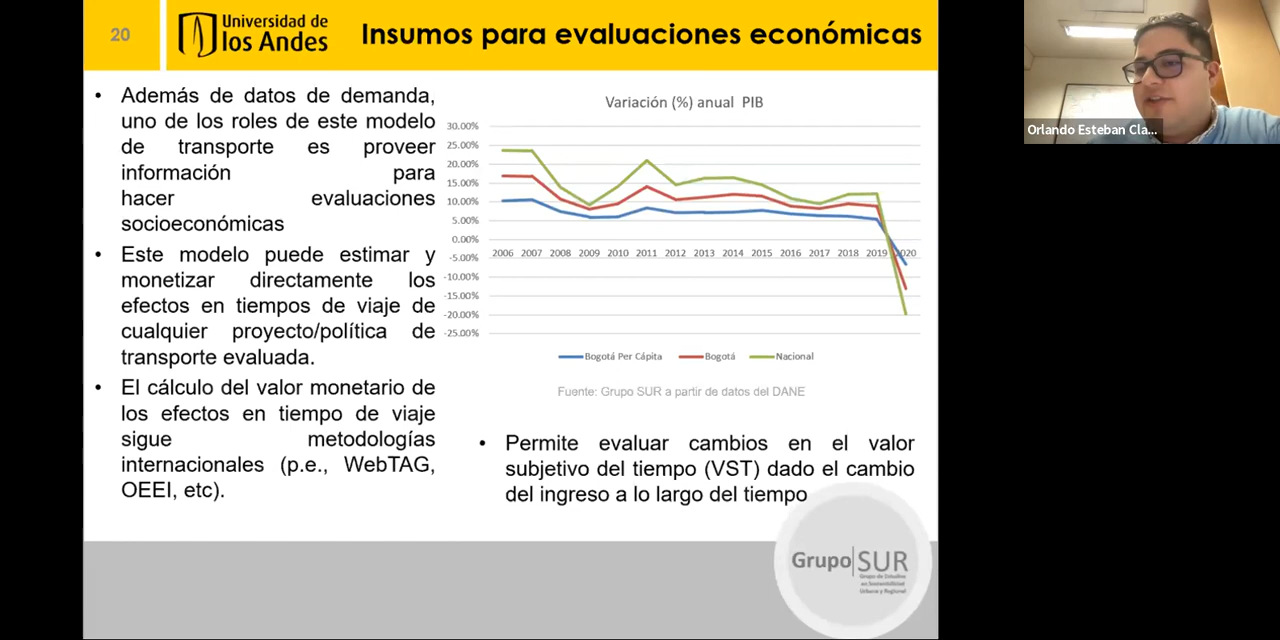 20
Universidad de
los Andes
Insumos para evaluaciones económicas
• Además de datos de demanda,
uno de los roles de este modelo
de transporte es proveer
información para
hacer evaluaciones
socioeconómicas
• Este modelo puede estimar y
monetizar directamente los
efectos en tiempos de viaje de
cualquier proyecto/política de
transporte evaluada.
• El cálculo del valor monetario de
los efectos en tiempo de viaje
sigue metodologías
internacionales (p.e., WebTAG,
OEEI, etc).
Variación (%) anual PIB
30.00%
25.00%
20.00%
15.00%
10.00%
5.00%
0.00%
-5.00%
-10.00%
-15.00%
-20.00%
-25.00%
2006 2007 2008 2009 2010 2011 2012 2013 2014 2015 2016 2017 2018 2019 2020
Bogotá Per Cápita Bogotá Nacional
Fuente: Grupo SUR a partir de datos del DANE
• Permite evaluar cambios en el valor
subjetivo del tiempo (VST) dado el cambio
del ingreso a lo largo del tiempo
Grupo|SUR
Grupo de Estudios
en Sostenibilidad
Urbana y Regional
Orlando Esteban Cla...